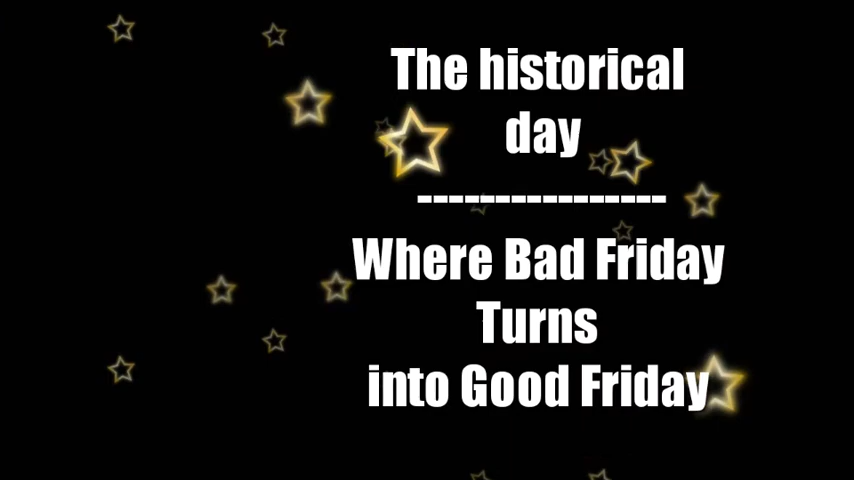 The historical
day
----------------
Where Bad Friday
Turns
into Good Friday